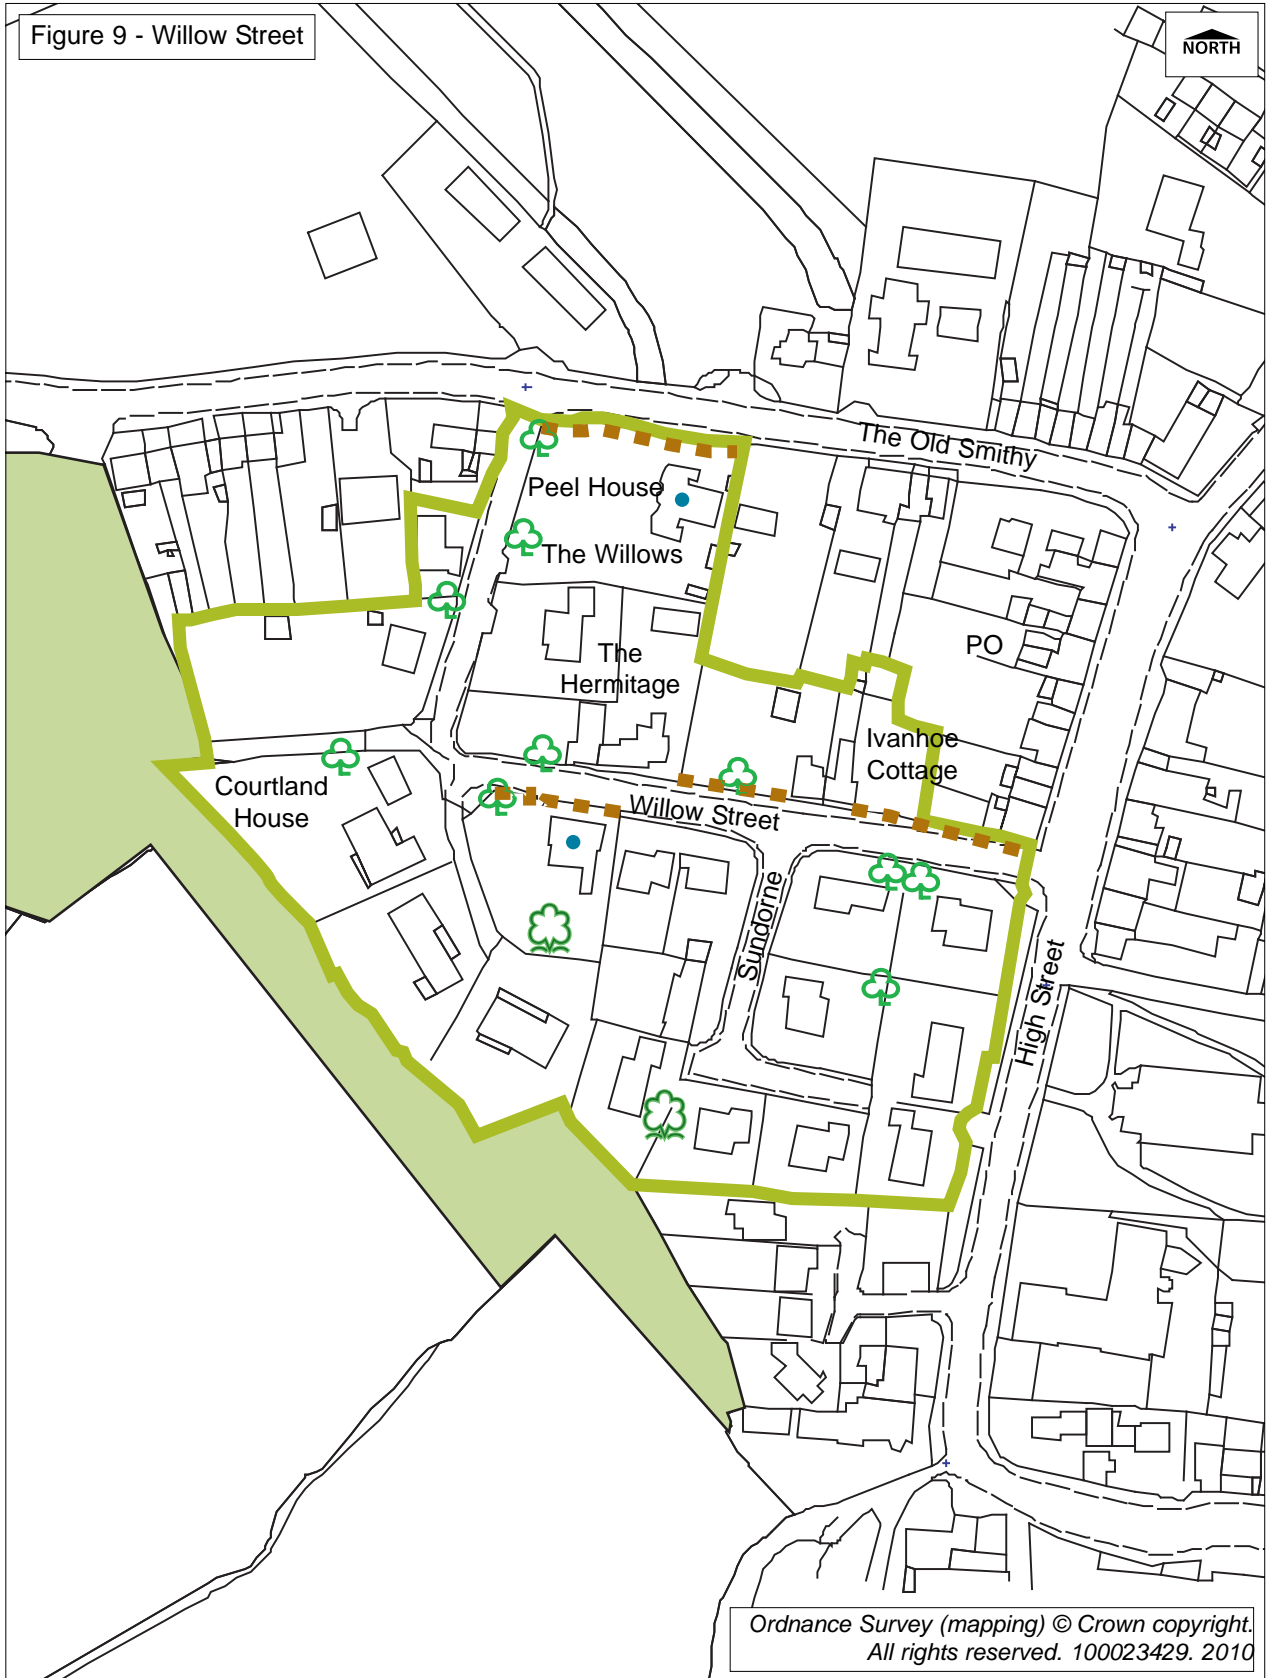 Figure 9 - Willow Street
NORTH
The Old Smithy
Peel House
The Willows
The
Hermitage
PO
Ivanhoe
Cottage
Courtland
House
Willow Street
Sundorne
High Street
Ordnance Survey (mapping) © Crown copyright.
All rights reserved. 100023429. 2010